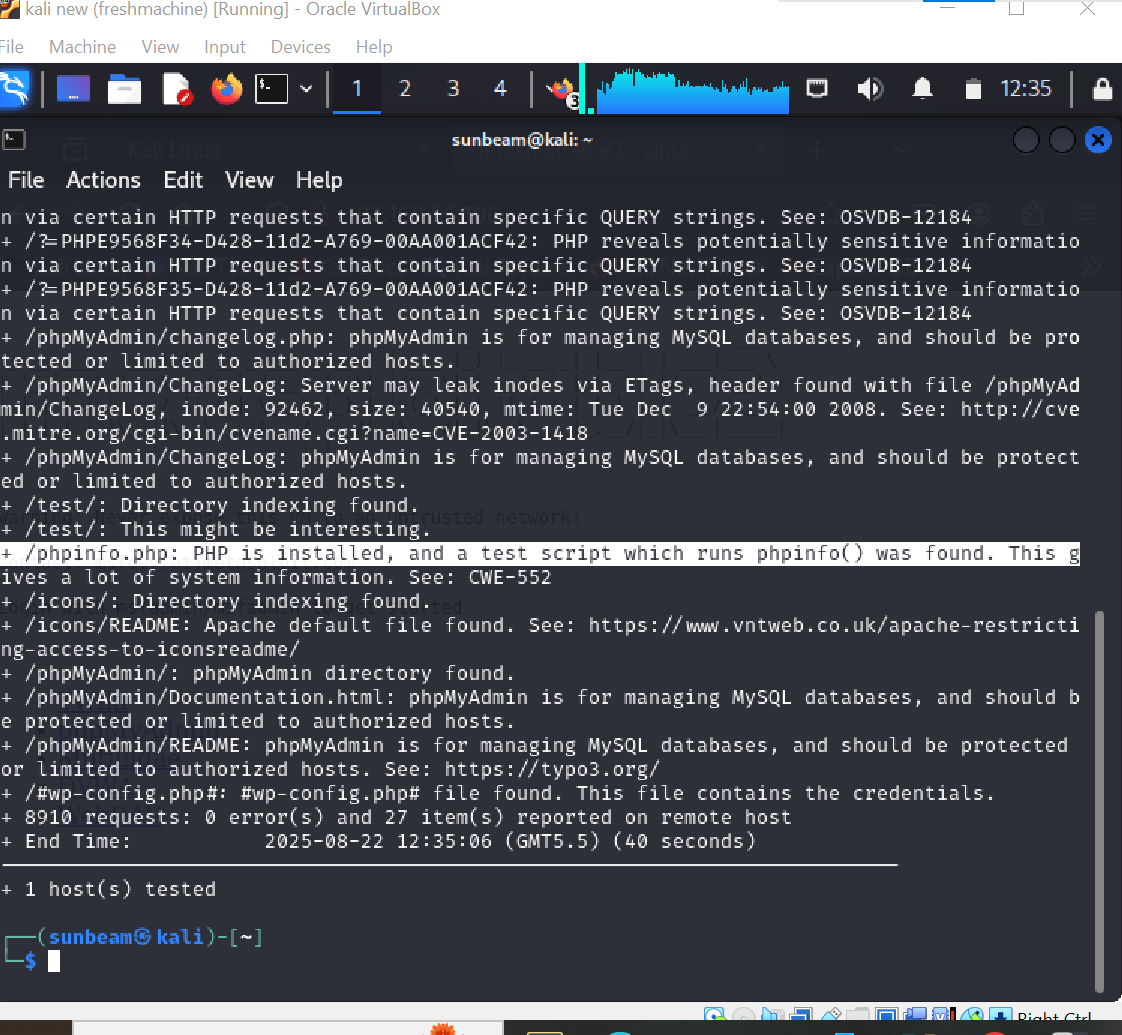 kali new (freshmachine) [Running] - Oracle VirtualBox
File Machine View Input Devices Help
1 2 3 4 3 12:35
sunbeam@kali: ~
Kali Linux
Linux
File Actions Edit View Help
n via certain HTTP requests that contain specific QUERY strings. See: OSVDB-12184
+ /?=PHPE9568F34-D428-11d2-A769-00AA001ACF42: PHP reveals potentially sensitive informatio
n via certain HTTP requests that contain specific QUERY strings. See: OSVDB-12184
+ /?=PHPE9568F35-D428-11d2-A769-00AA001ACF42: PHP reveals potentially sensitive informatio
n via certain HTTP requests that contain specific QUERY strings. See: OSVDB-12184
+ /phpMyAdmin/changelog.php: phpMyAdmin is for managing MySQL databases, and should be pro
tected or limited to authorized hosts.
+ /phpMyAdmin/ChangeLog: Server may leak inodes via ETags, header found with file /phpMyAd
min/ChangeLog, inode: 92462, size: 40540, mtime: Tue Dec  9 22:54:00 2008. See: http://cve
.mitre.org/cgi-bin/cvename.cgi?name=CVE-2003-1418
+ /phpMyAdmin/ChangeLog: phpMyAdmin is for managing MySQL databases, and should be protect
ed or limited to authorized hosts.
+ /test/: Directory indexing found.
+ /test/: This might be interesting.
+ /phpinfo.php: PHP is installed, and a test script which runs phpinfo() was found. This g
ives a lot of system information. See: CWE-552
+ /icons/: Directory indexing found.
+ /icons/README: Apache default file found. See: https://www.vntweb.co.uk/apache-restricti
ng-access-to-iconsreadme/
+ /phpMyAdmin/: phpMyAdmin directory found.
+ /phpMyAdmin/Documentation.html: phpMyAdmin is for managing MySQL databases, and should b
e protected or limited to authorized hosts.
+ /phpMyAdmin/README: phpMyAdmin is for managing MySQL databases, and should be protected
or limited to authorized hosts. See: https://typo3.org/
+ /#wp-config.php#: #wp-config.php# file found. This file contains the credentials.
+ 8910 requests: 0 error(s) and 27 item(s) reported on remote host
+ End Time:           2025-08-22 12:35:06 (GMT5.5) (40 seconds)
+ 1 host(s) tested
(sunbeam㉿kali)-[~]
$
Right Ctrl